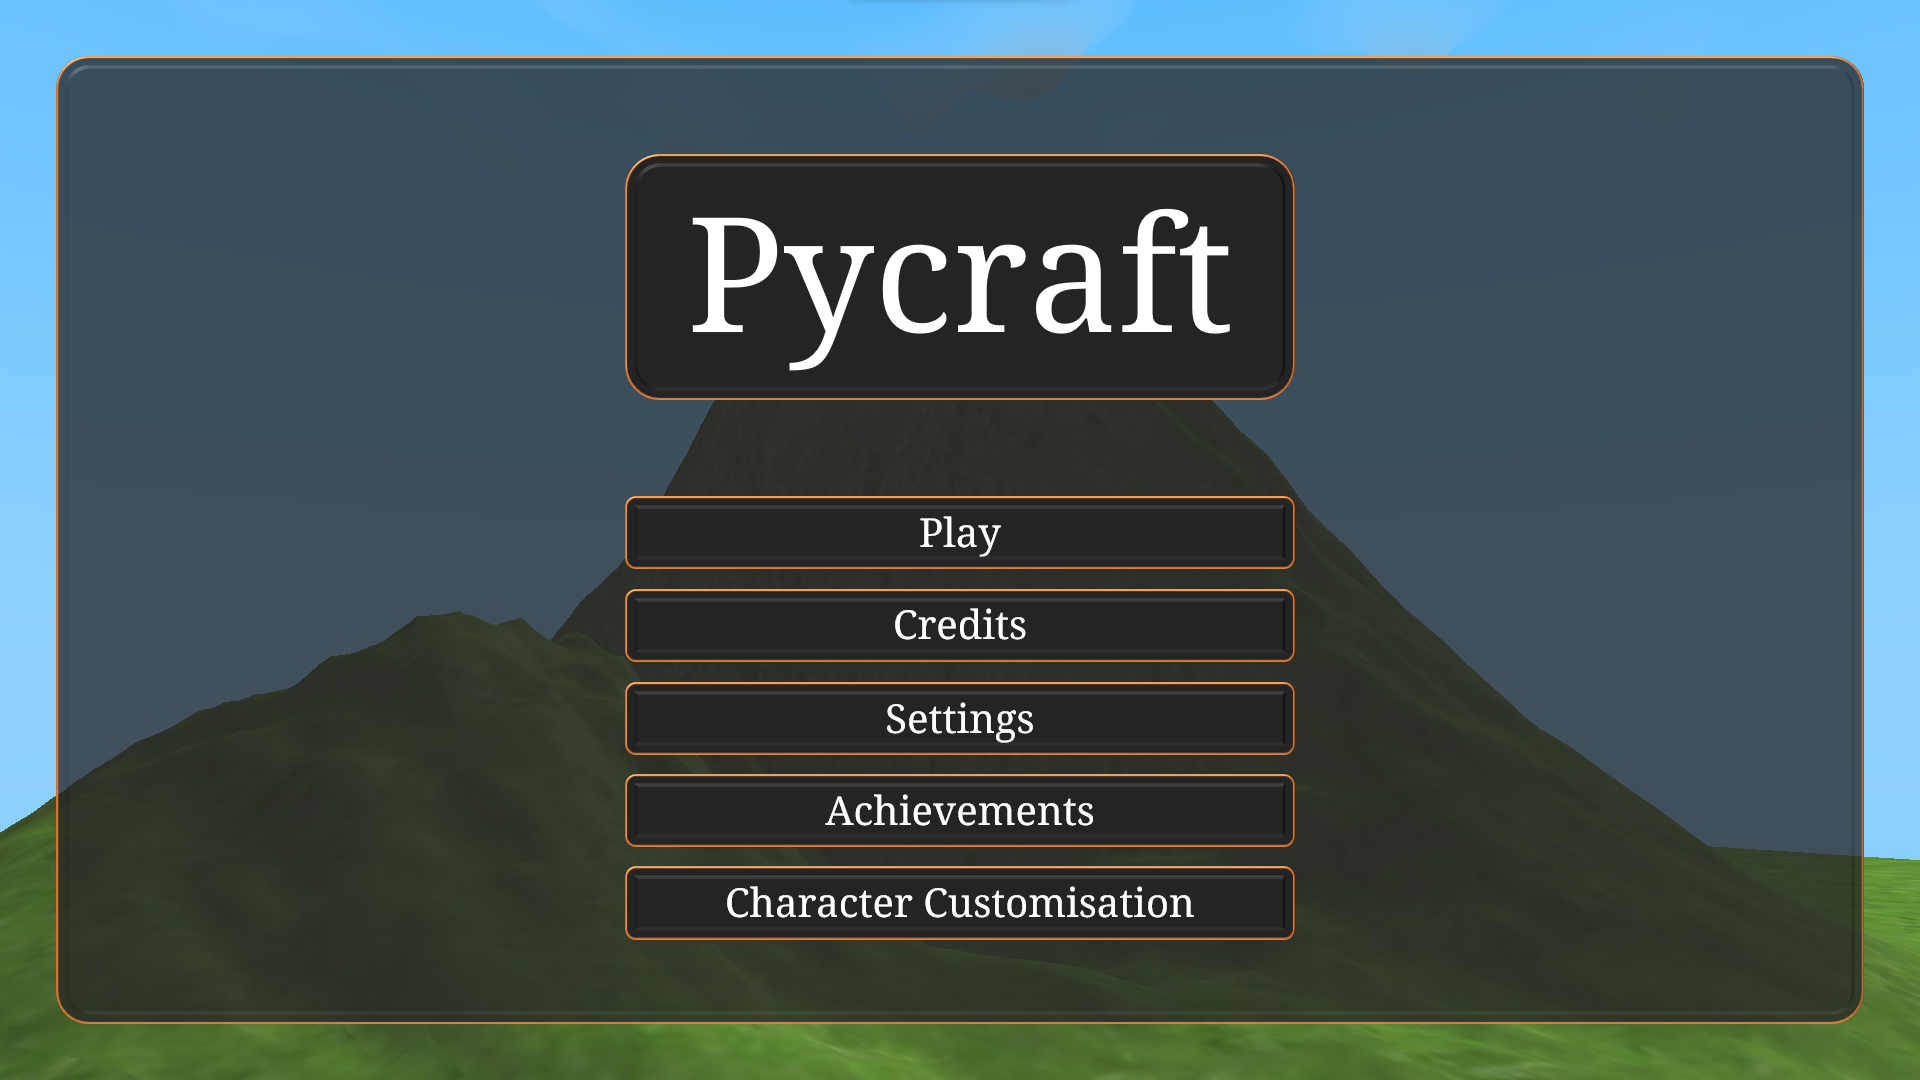 Pycraft
Play
Credits
Settings
Achievements
Character Customisation